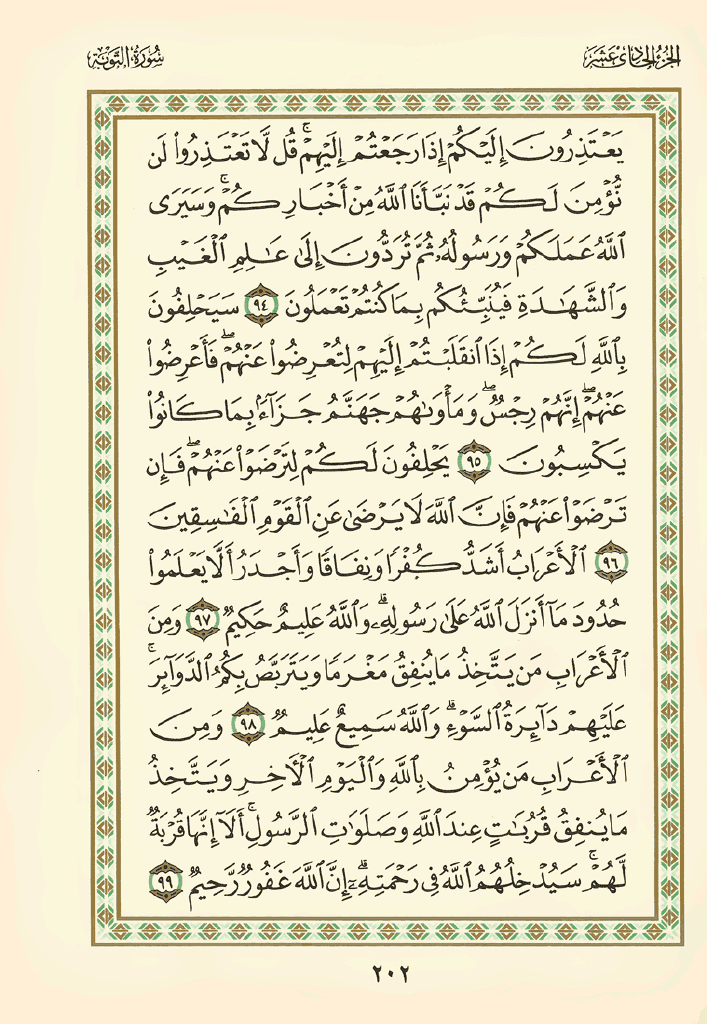 الجزء الحادي عشر
سورة التوبة
يَعْتَذِرُونَ إِلَيْكُمْ إِذَا رَجَعْتُمْ إِلَيْهِمْ ۚ قُل لَّا تَعْتَذِرُوا۟ لَن
نُّؤْمِنَ لَكُمْ قَدْ نَبَّأَنَا ٱللَّهُ مِنْ أَخْبَارِكُمْ ۚ وَسَيَرَى
ٱللَّهُ عَمَلَكُمْ وَرَسُولُهُۥ ثُمَّ تُرَدُّونَ إِلَىٰ عَـٰلِمِ ٱلْغَيْبِ
وَٱلشَّهَـٰدَةِ فَيُنَبِّئُكُم بِمَا كُنتُمْ تَعْمَلُونَ ٩٤ سَيَحْلِفُونَ
بِٱللَّهِ لَكُمْ إِذَا ٱنقَلَبْتُمْ إِلَيْهِمْ لِتُعْرِضُوا۟ عَنْهُمْ ۖ فَأَعْرِضُوا۟
عَنْهُمْ ۖ إِنَّهُمْ رِجْسٌ ۖ وَمَأْوَىٰهُمْ جَهَنَّمُ جَزَآءًۢ بِمَا كَانُوا۟
يَكْسِبُونَ ٩٥ يَحْلِفُونَ لَكُمْ لِتَرْضَوْا۟ عَنْهُمْ ۖ فَإِن
تَرْضَوْا۟ عَنْهُمْ فَإِنَّ ٱللَّهَ لَا يَرْضَىٰ عَنِ ٱلْقَوْمِ ٱلْفَـٰسِقِينَ
٩٦ ٱلْأَعْرَابُ أَشَدُّ كُفْرًا وَنِفَاقًا وَأَجْدَرُ أَلَّا يَعْلَمُوا۟
حُدُودَ مَآ أَنزَلَ ٱللَّهُ عَلَىٰ رَسُولِهِۦ ۗ وَٱللَّهُ عَلِيمٌ حَكِيمٌ ٩٧ وَمِنَ
ٱلْأَعْرَابِ مَن يَتَّخِذُ مَا يُنفِقُ مَغْرَمًا وَيَتَرَبَّصُ بِكُمُ ٱلدَّوَآئِرَ ۚ
عَلَيْهِمْ دَآئِرَةُ ٱلسَّوْءِ ۗ وَٱللَّهُ سَمِيعٌ عَلِيمٌ ٩٨ وَمِنَ
ٱلْأَعْرَابِ مَن يُؤْمِنُ بِٱللَّهِ وَٱلْيَوْمِ ٱلْـَٔاخِرِ وَيَتَّخِذُ
مَا يُنفِقُ قُرُبَـٰتٍ عِندَ ٱللَّهِ وَصَلَوَٰتِ ٱلرَّسُولِ ۚ أَلَآ إِنَّهَا قُرْبَةٌ
لَّهُمْ ۚ سَيُدْخِلُهُمُ ٱللَّهُ فِى رَحْمَتِهِۦٓ ۗ إِنَّ ٱللَّهَ غَفُورٌ رَّحِيمٌ ٩٩
٢٠٢